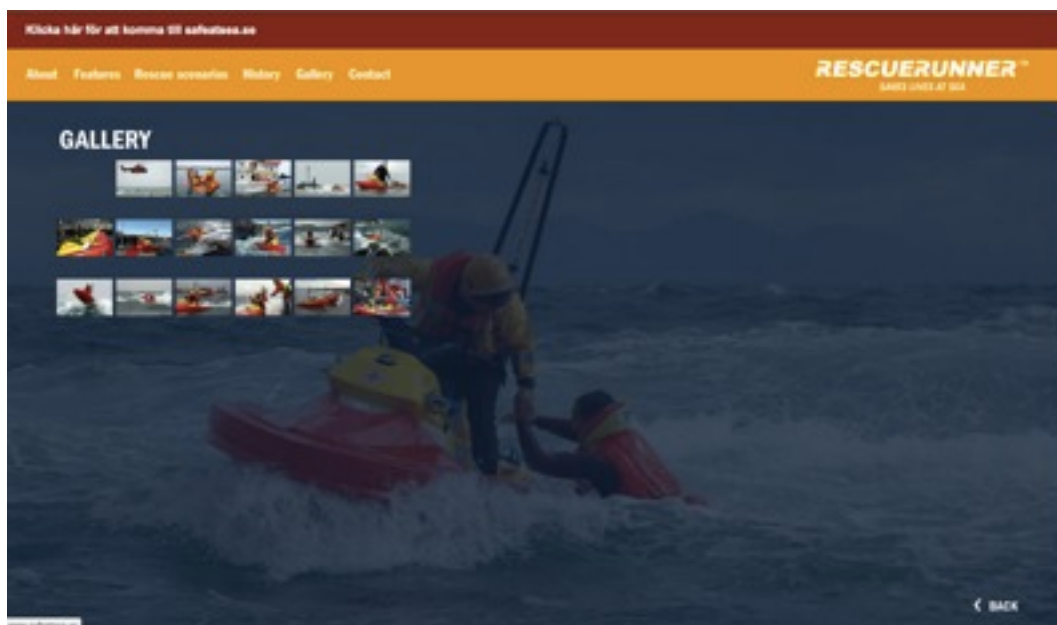 Klicka här för att komma till safeatsea.se
About Features Rescue scenarios History Gallery Contact
RESCUERUNNER™
SAVES LIVES AT SEA
GALLERY
BACK